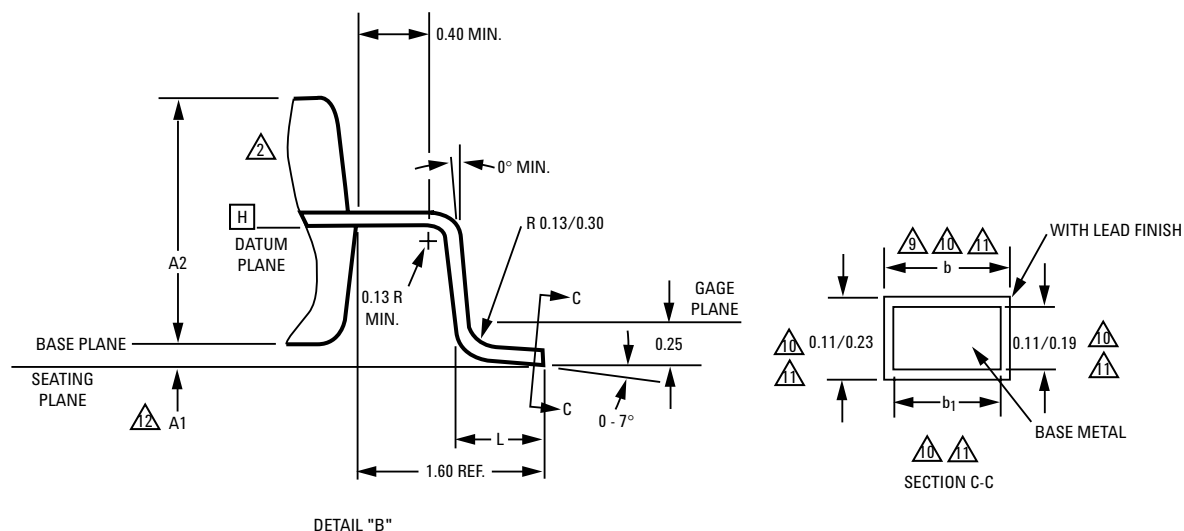 0.40 MIN.
2
0° MIN.
H
DATUM
PLANE
A2
R 0.13/0.30
0.13 R
MIN.
C
GAGE
PLANE
0.25
BASE PLANE
SEATING
PLANE
12 A1
C
0 - 7°
L
1.60 REF.
DETAIL "B"
WITH LEAD FINISH
9 10 11
b
10 0.11/0.23
11
0.11/0.19 10
11
b1
BASE METAL
10 11
SECTION C-C